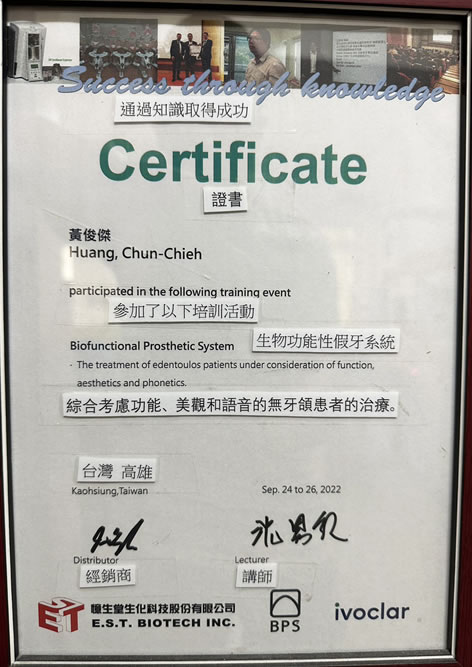 Success through knowledge
通過知識取得成功
Certificate
證書
黃俊傑
Huang, Chun-Chieh
participated in the following training event
參加了以下培訓活動
Biofunctional Prosthetic System 生物功能性假牙系統
- The treatment of edentoulos patients under consideration of function,
aesthetics and phonetics.
綜合考慮功能、美觀和語音的無牙頜患者的治療。
台灣 高雄
Kaohsiung,Taiwan Sep. 24 to 26, 2022
Distributor Lecturer
經銷商 講師
EST 憶生堂生化科技股份有限公司
E.S.T. BIOTECH INC.
BPS
ivoclar